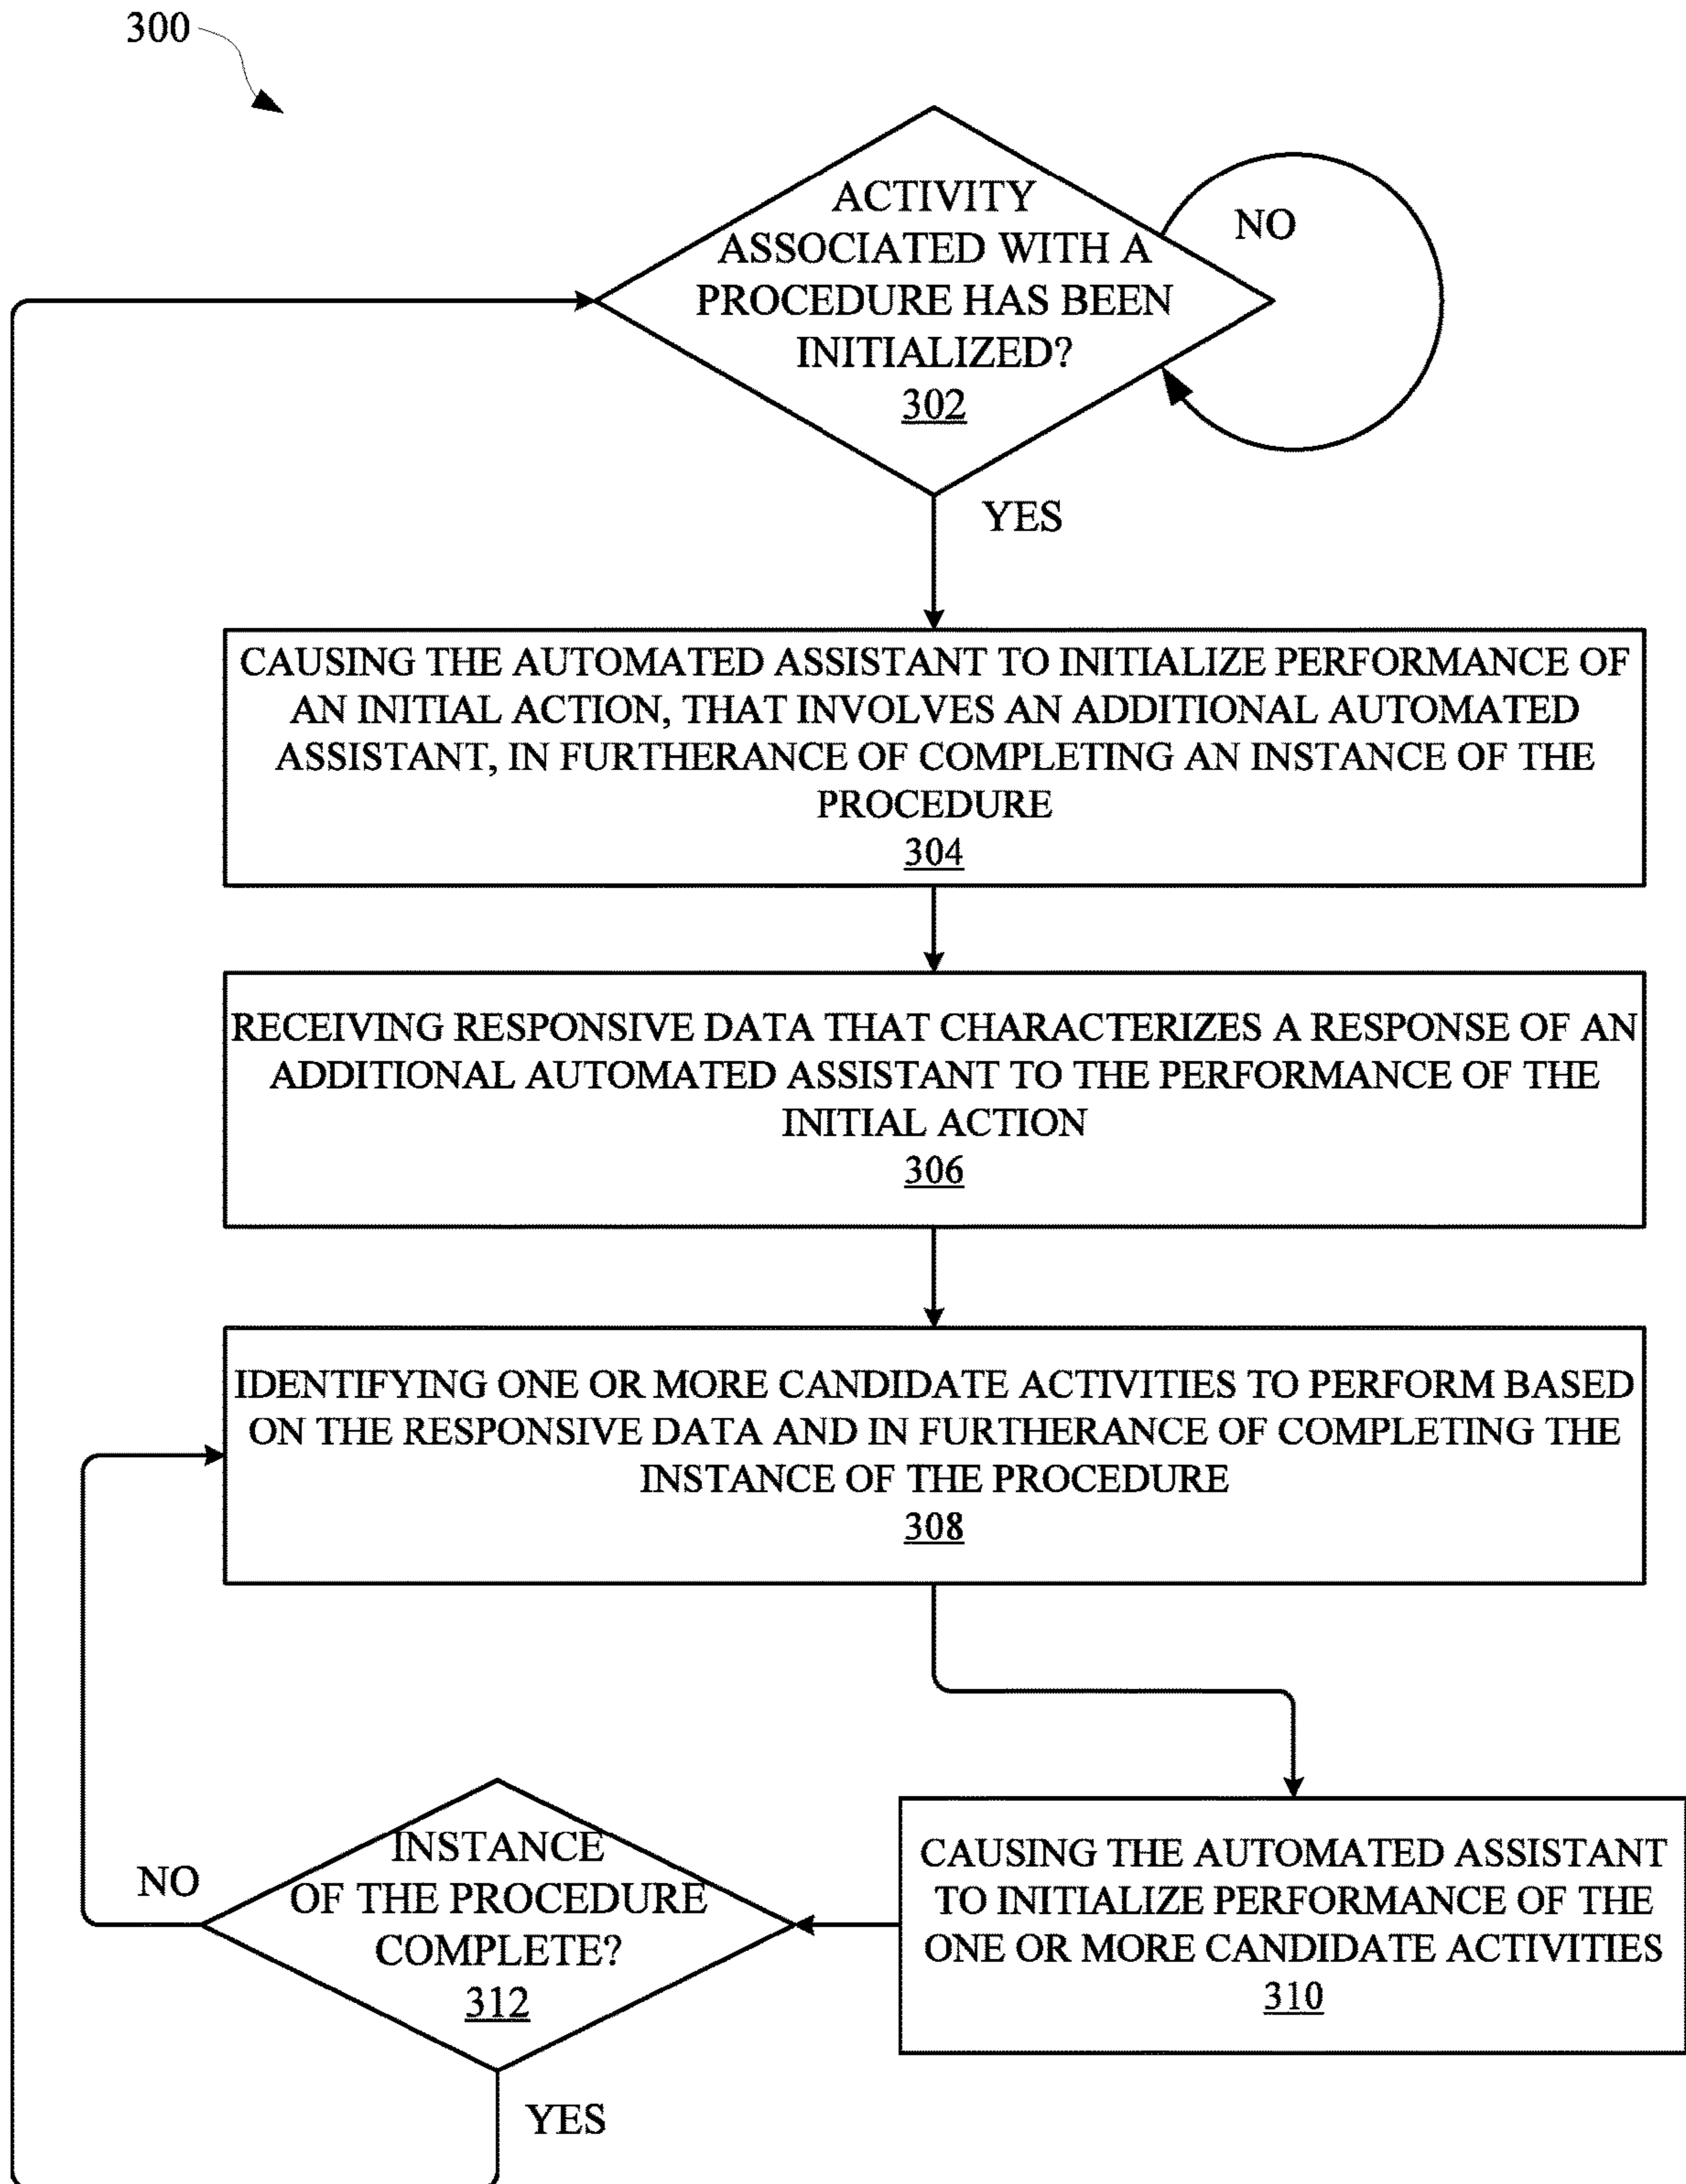 300
ACTIVITY
ASSOCIATED WITH A
PROCEDURE HAS BEEN
INITIALIZED?
302
NO
YES
CAUSING THE AUTOMATED ASSISTANT TO INITIALIZE PERFORMANCE OF
AN INITIAL ACTION, THAT INVOLVES AN ADDITIONAL AUTOMATED
ASSISTANT, IN FURTHERANCE OF COMPLETING AN INSTANCE OF THE
PROCEDURE
304
RECEIVING RESPONSIVE DATA THAT CHARACTERIZES A RESPONSE OF AN
ADDITIONAL AUTOMATED ASSISTANT TO THE PERFORMANCE OF THE
INITIAL ACTION
306
IDENTIFYING ONE OR MORE CANDIDATE ACTIVITIES TO PERFORM BASED
ON THE RESPONSIVE DATA AND IN FURTHERANCE OF COMPLETING THE
INSTANCE OF THE PROCEDURE
308
CAUSING THE AUTOMATED ASSISTANT
TO INITIALIZE PERFORMANCE OF THE
ONE OR MORE CANDIDATE ACTIVITIES
310
INSTANCE
OF THE PROCEDURE
COMPLETE?
312
NO
YES